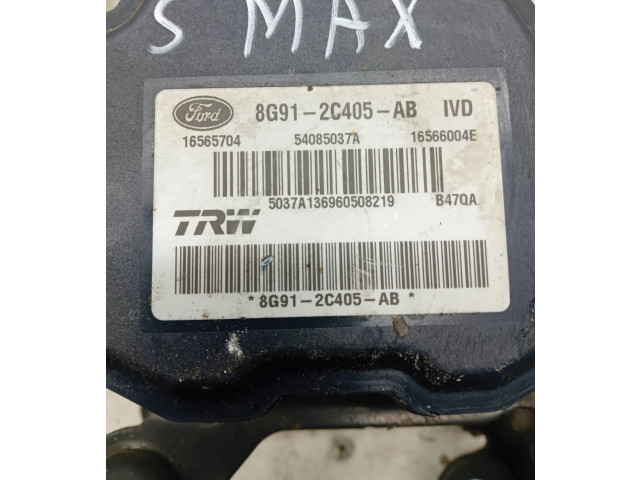 S MAX
Ford 8G91-2C405-AB IVD
16565704 54085037A 16566004E
5037A136960508219 B47QA
TRW
*8G91-2C405-AB*